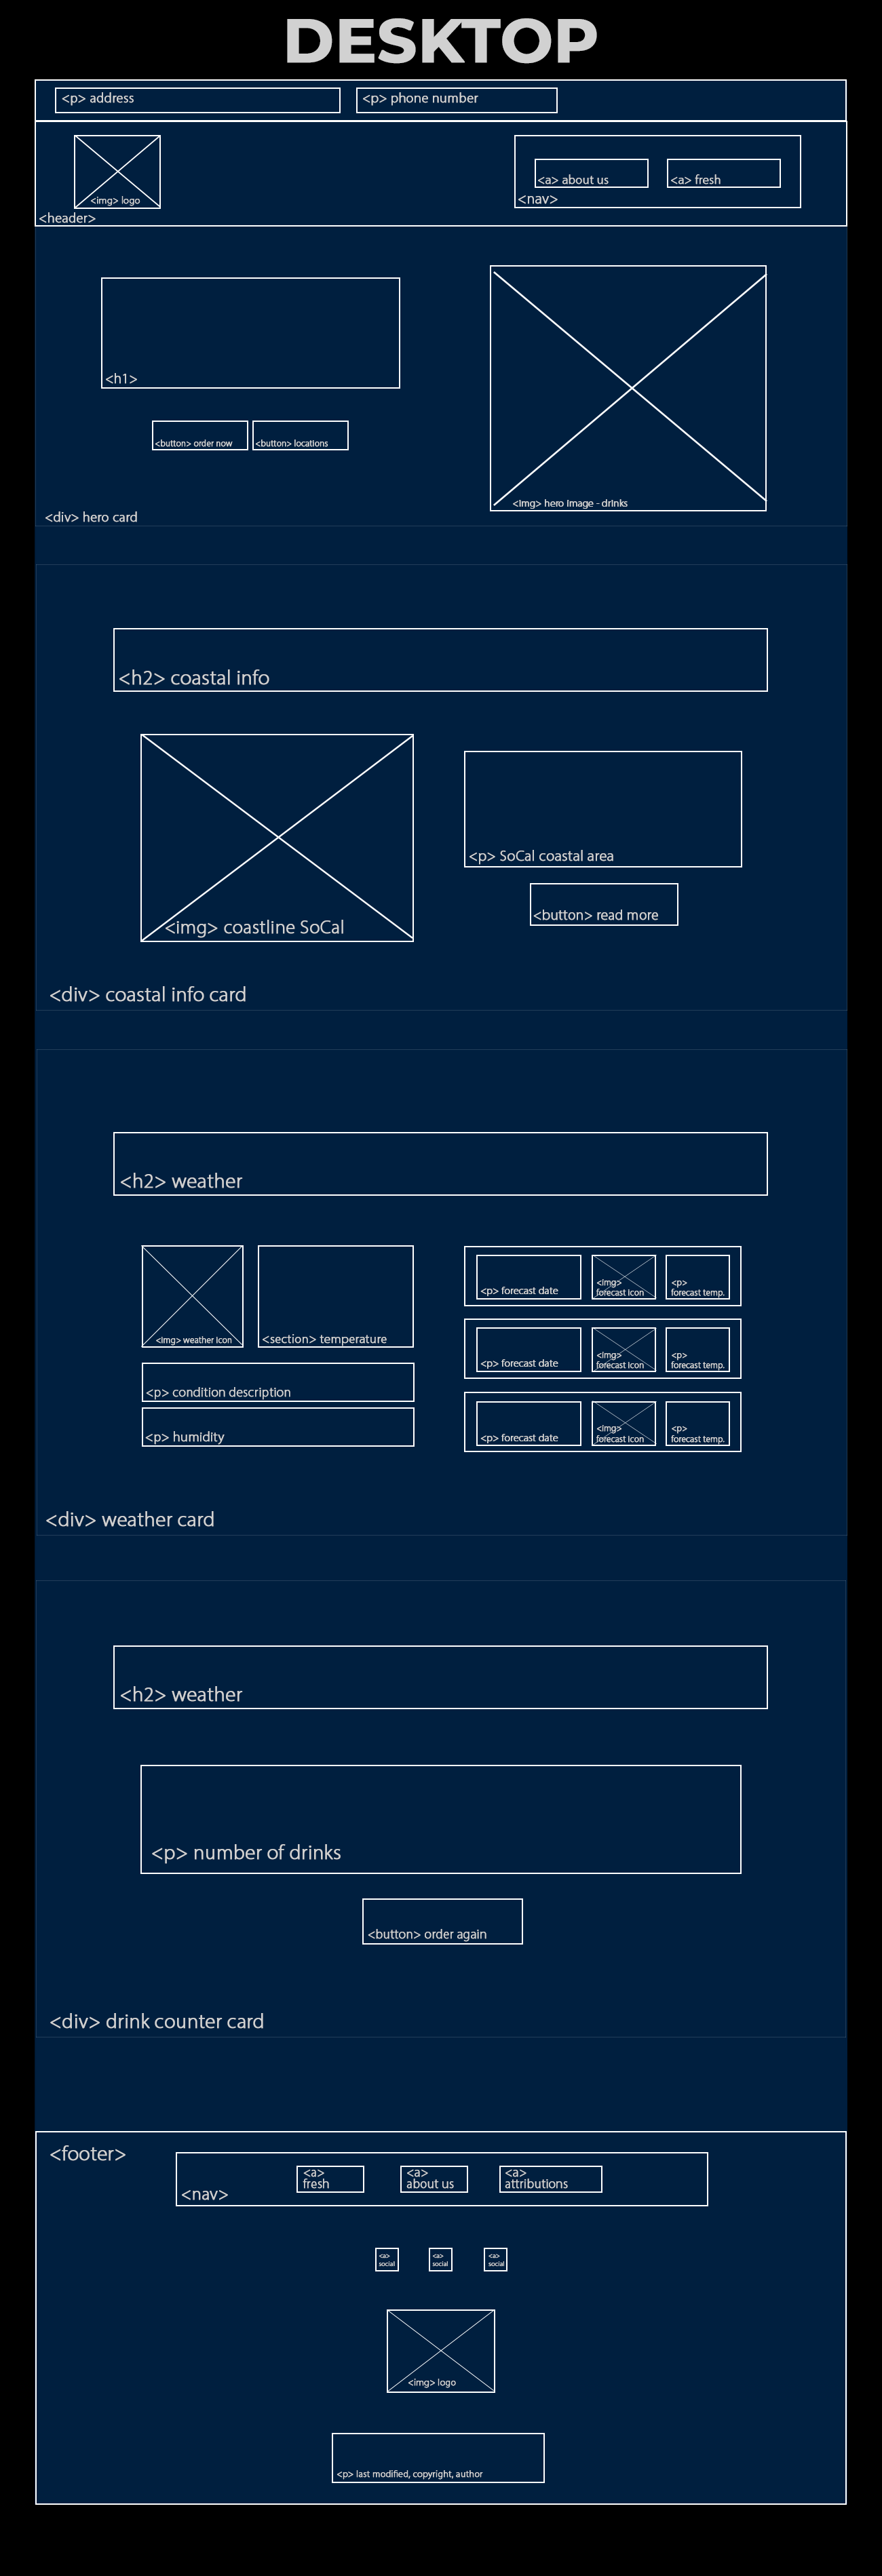 DESKTOP
<p> address
<p> phone number
<img> logo
<a> about us
<a> fresh
<nav>
<header>
<h1>
<button> order now
<button> locations
<img> hero image - drinks
<div> hero card
<h2> coastal info
<img> coastline SoCal
<p> SoCal coastal area
<button> read more
<div> coastal info card
<h2> weather
<img> weather icon
<section> temperature
<p> condition description
<p> humidity
<p> forecast date
<img>
forecast icon
<p>
forecast temp.
<p> forecast date
<img>
forecast icon
<p>
forecast temp.
<p> forecast date
<img>
forecast icon
<p>
forecast temp.
<div> weather card
<h2> weather
<p> number of drinks
<button> order again
<div> drink counter card
<footer>
<nav>
<a>
fresh
<a>
about us
<a>
attributions
<a>
social
<a>
social
<a>
social
<img> logo
<p> last modified, copyright, author